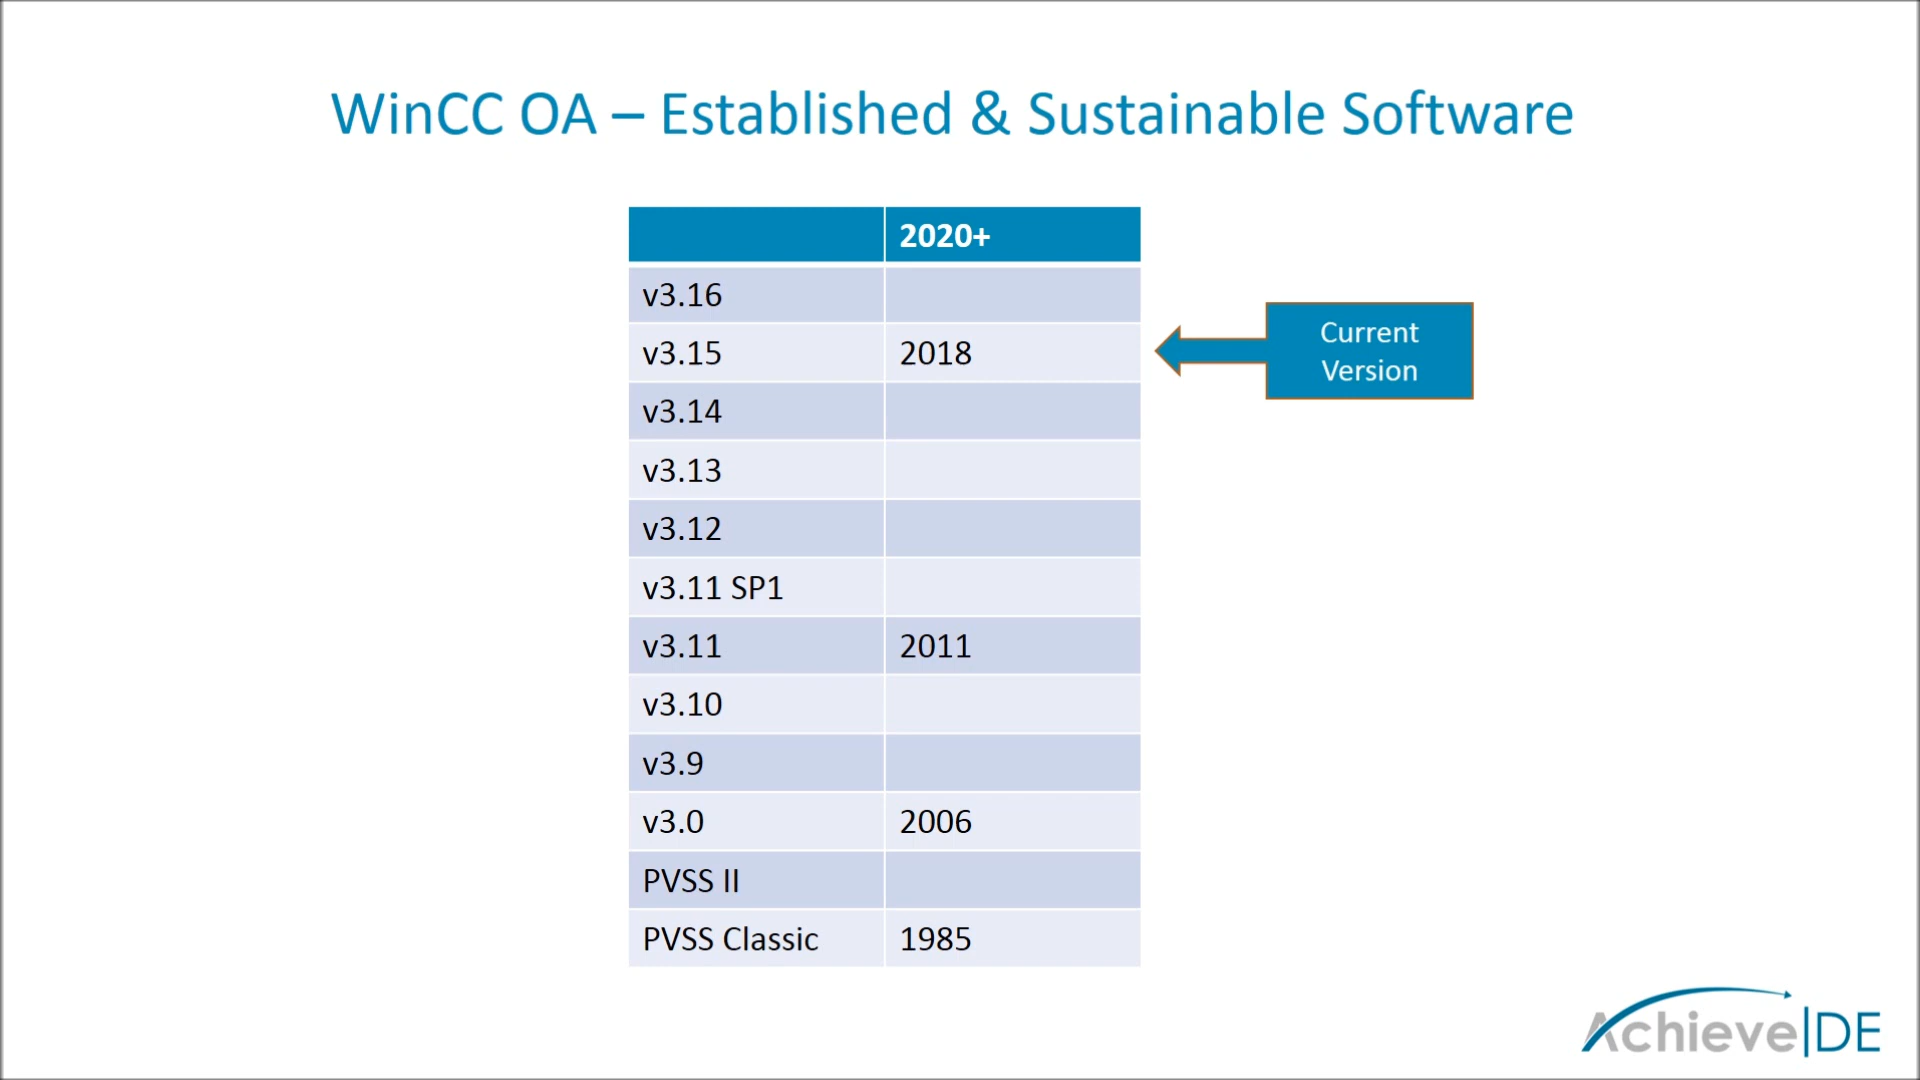 WinCC OA – Established & Sustainable Software
2020+
v3.16
v3.15 2018
Current
Version
v3.14
v3.13
v3.12
v3.11 SP1
v3.11 2011
v3.10
v3.9
v3.0 2006
PVSS II
PVSS Classic 1985
Achieve|DE